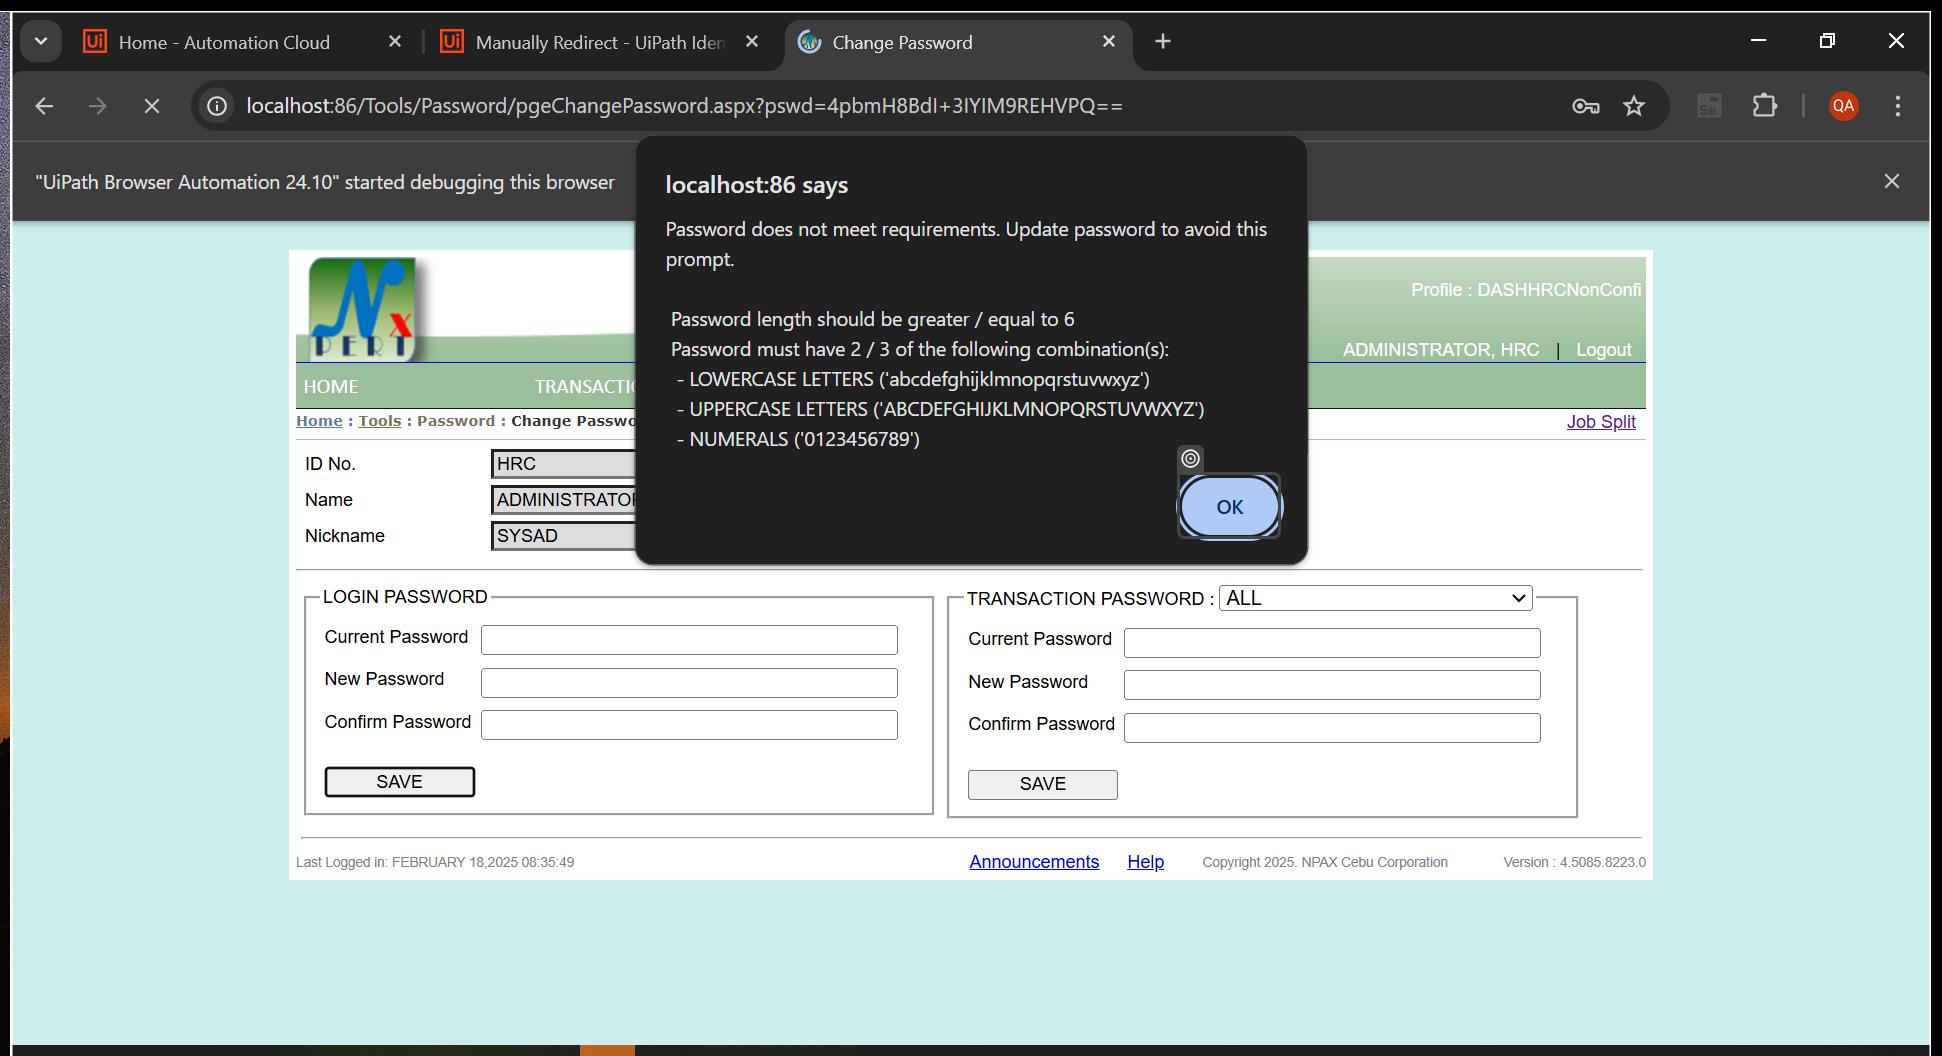 Home - Automation Cloud
Manually Redirect - UiPath Iden
Change Password
localhost:86/Tools/Password/pgeChangePassword.aspx?pswd=4pbmH8BdI+3lYIM9REHVPQ==
Se
QA
"UiPath Browser Automation 24.10" started debugging this browser
localhost:86 says
Password does not meet requirements. Update password to avoid this
prompt.
Password length should be greater / equal to 6
Password must have 2 / 3 of the following combination(s):
- LOWERCASE LETTERS ('abcdefghijklmnopqrstuvwxyz')
- UPPERCASE LETTERS ('ABCDEFGHIJKLMNOPQRSTUVWXYZ')
- NUMERALS ('0123456789')
OK
N x
PERT
Profile : DASHHRCNonConfi
ADMINISTRATOR, HRC | Logout
HOME
TRANSACTI
Home : Tools : Password : Change Passwo
Job Split
ID No. HRC
Name ADMINISTRATOR
Nickname SYSAD
LOGIN PASSWORD
Current Password
New Password
Confirm Password
SAVE
TRANSACTION PASSWORD : ALL
Current Password
New Password
Confirm Password
SAVE
Last Logged in: FEBRUARY 18,2025 08:35:49
Announcements
Help
Copyright 2025. NPAX Cebu Corporation
Version : 4.5085.8223.0